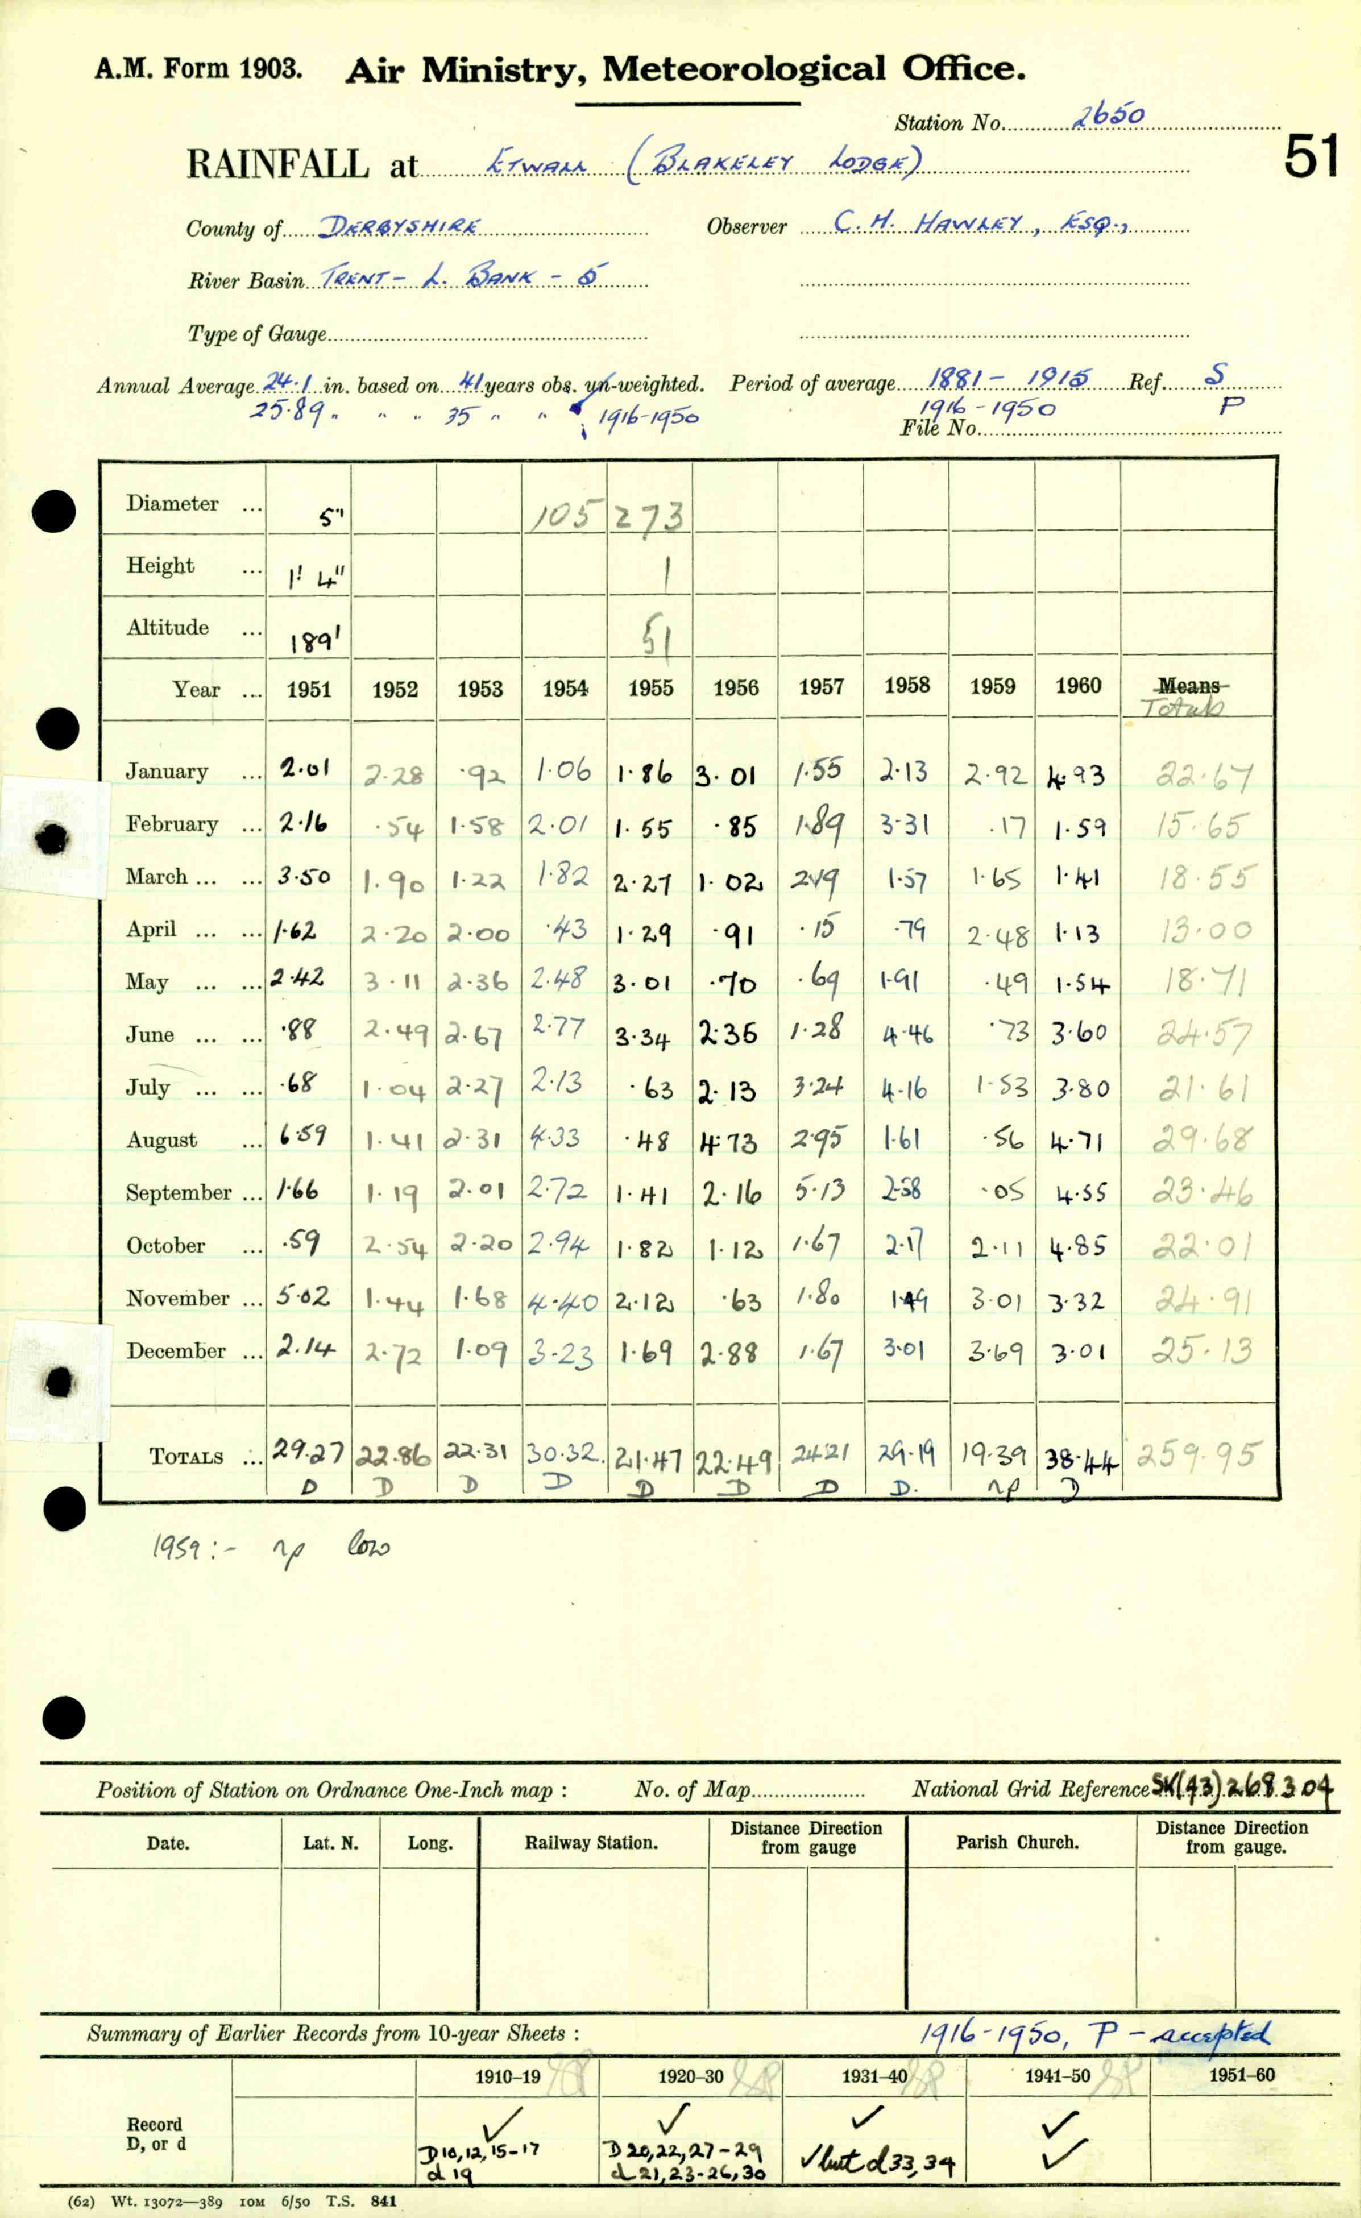 A.M. Form 1903. Air Ministry, Meteorological Office.
Station No. 2650
51
RAINFALL at Etwall (Blakeley Lodge)
County of Derbyshire Observer C. H. Hawley, Esq.,
River Basin Trent - L. Bank - 5
Type of Gauge
Annual Average 24.1 in. based on 41 years obs. un-weighted. Period of average 1881 - 1915 Ref. S
25.89 " " " 35 " " 1916-1950 1916-1950 P
File No.
Diameter ... 5" 105 273
Height ... 1' 4" 1
Altitude ... 189' 51
Year ... 1951 1952 1953 1954 1955 1956 1957 1958 1959 1960 Means
Totals
January ... 2.01 2.28 .92 1.06 1.86 3.01 1.55 2.13 2.92 4.93 22.67
February ... 2.16 .54 1.58 2.01 1.55 .85 1.89 3.31 .17 1.59 15.65
March ... ... 3.50 1.90 1.22 1.82 2.27 1.02 2.19 1.57 1.65 1.41 18.55
April ... ... 1.62 2.20 2.00 .43 1.29 .91 .15 .79 2.48 1.13 13.00
May ... ... 2.42 3.11 2.36 2.48 3.01 .70 .69 1.91 .49 1.54 18.71
June ... ... .88 2.49 2.67 2.77 3.34 2.35 1.28 4.46 .73 3.60 24.57
July ... ... .68 1.04 2.27 2.13 .63 2.13 3.24 4.16 1.53 3.80 21.61
August ... 6.59 1.41 2.31 4.33 .48 4.73 2.95 1.61 .56 4.71 29.68
September ... 1.66 1.19 2.01 2.72 1.41 2.16 5.13 2.58 .05 4.55 23.46
October ... .59 2.54 2.20 2.94 1.82 1.12 1.67 2.17 2.11 4.85 22.01
November ... 5.02 1.44 1.68 4.40 2.12 .63 1.80 1.49 3.01 3.32 24.91
December ... 2.14 2.72 1.09 3.23 1.69 2.88 1.67 3.01 3.69 3.01 25.13
Totals ... 29.27 22.86 22.31 30.32 21.47 22.49 24.21 29.19 19.39 38.44 259.95
D D D D D D D D. np D
1959:- np low
Position of Station on Ordnance One-Inch map : No. of Map National Grid Reference SK(43)268304
Date. Lat. N. Long. Railway Station. Distance from gauge Direction Parish Church. Distance from gauge. Direction
Summary of Earlier Records from 10-year Sheets : 1916-1950, P - accepted
1910–19 1920–30 1931–40 1941–50 1951–60
Record ✓ ✓ ✓ ✓
D, or d D10,12,15-17 D 20,22,27-29 ✓ but d 33,34 ✓
d 19 d 21,23-26,30
(62) Wt. 13072—389 10M 6/50 T.S. 841